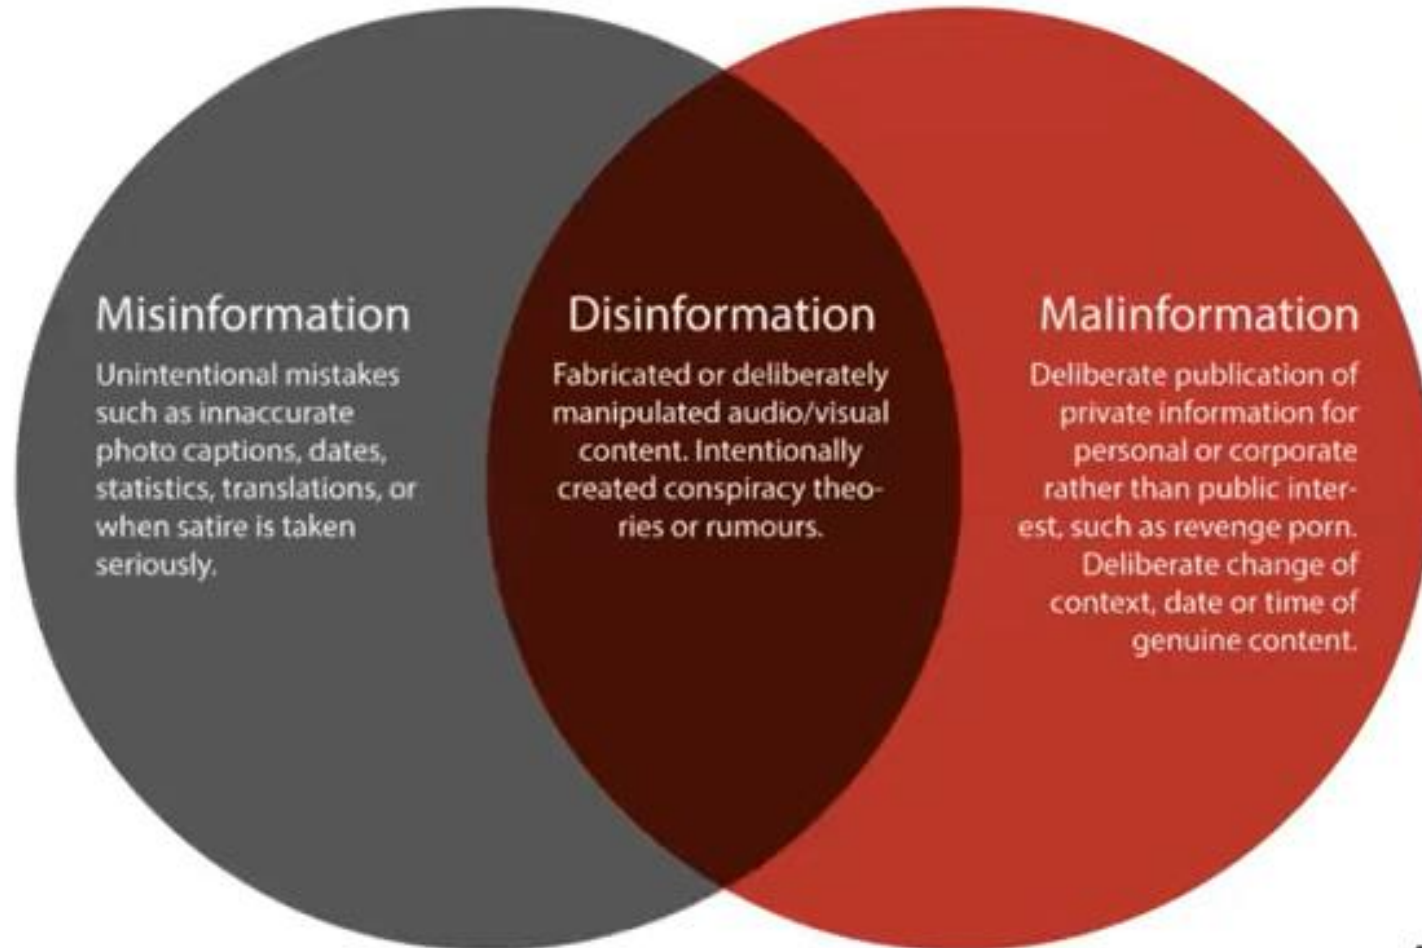 Misinformation
Unintentional mistakes
such as innaccurate
photo captions, dates,
statistics, translations, or
when satire is taken
seriously.
Disinformation
Fabricated or deliberately
manipulated audio/visual
content. Intentionally
created conspiracy theo-
ries or rumours.
Malinformation
Deliberate publication of
private information for
personal or corporate
rather than public inter-
est, such as revenge porn.
Deliberate change of
context, date or time of
genuine content.